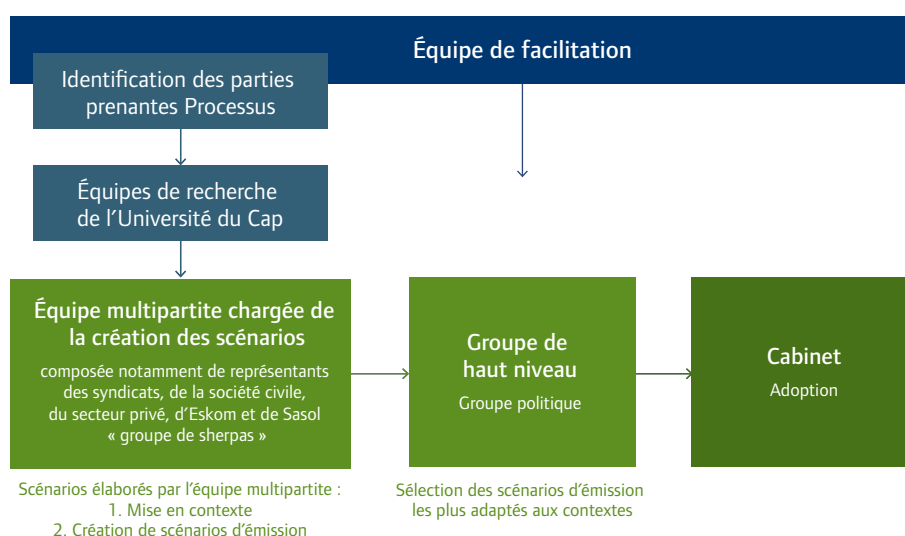 Équipe de facilitation
Identification des parties
prenantes Processus
Équipes de recherche
de l´Université du Cap
Équipe multipartite chargée de
la création des scénarios
composée notamment de représentants
des syndicats, de la société civile,
du secteur privé, d’Eskom et de Sasol
« groupe de sherpas »
Groupe de
haut niveau
Groupe politique
Cabinet
Adoption
Scénarios élaborés par l’équipe multipartite :
1. Mise en contexte
2. Création de scénarios d’émission
Sélection des scénarios d’émission
les plus adaptés aux contextes